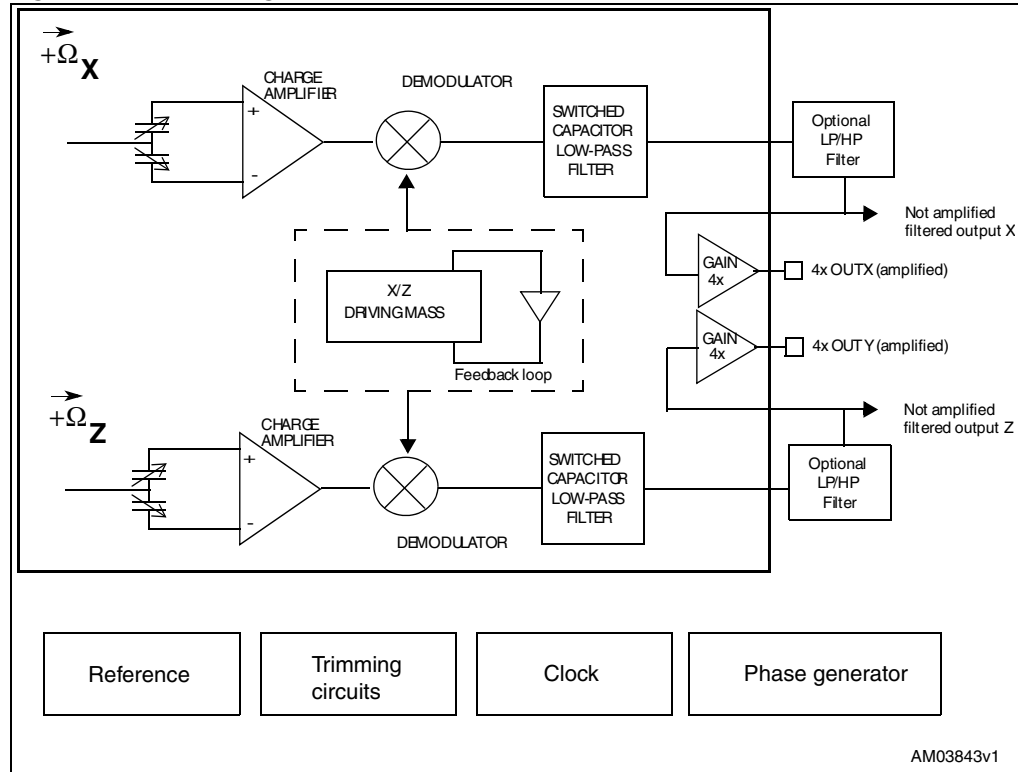 +Ω X
CHARGE
AMPLIFIER
DEMODULATOR
+
-
SWITCHED
CAPACITOR
LOW-PASS
FILTER
Optional
LP/HP
Filter
Not amplified
filtered output X
GAIN
4x
4x OUTX (amplified)
X/Z
DRIVING MASS
Feedback loop
GAIN
4x
4x OUTY (amplified)
Not amplified
filtered output Z
+Ω Z
CHARGE
AMPLIFIER
+
-
DEMODULATOR
SWITCHED
CAPACITOR
LOW-PASS
FILTER
Optional
LP/HP
Filter
Reference
Trimming
circuits
Clock
Phase generator
AM03843v1